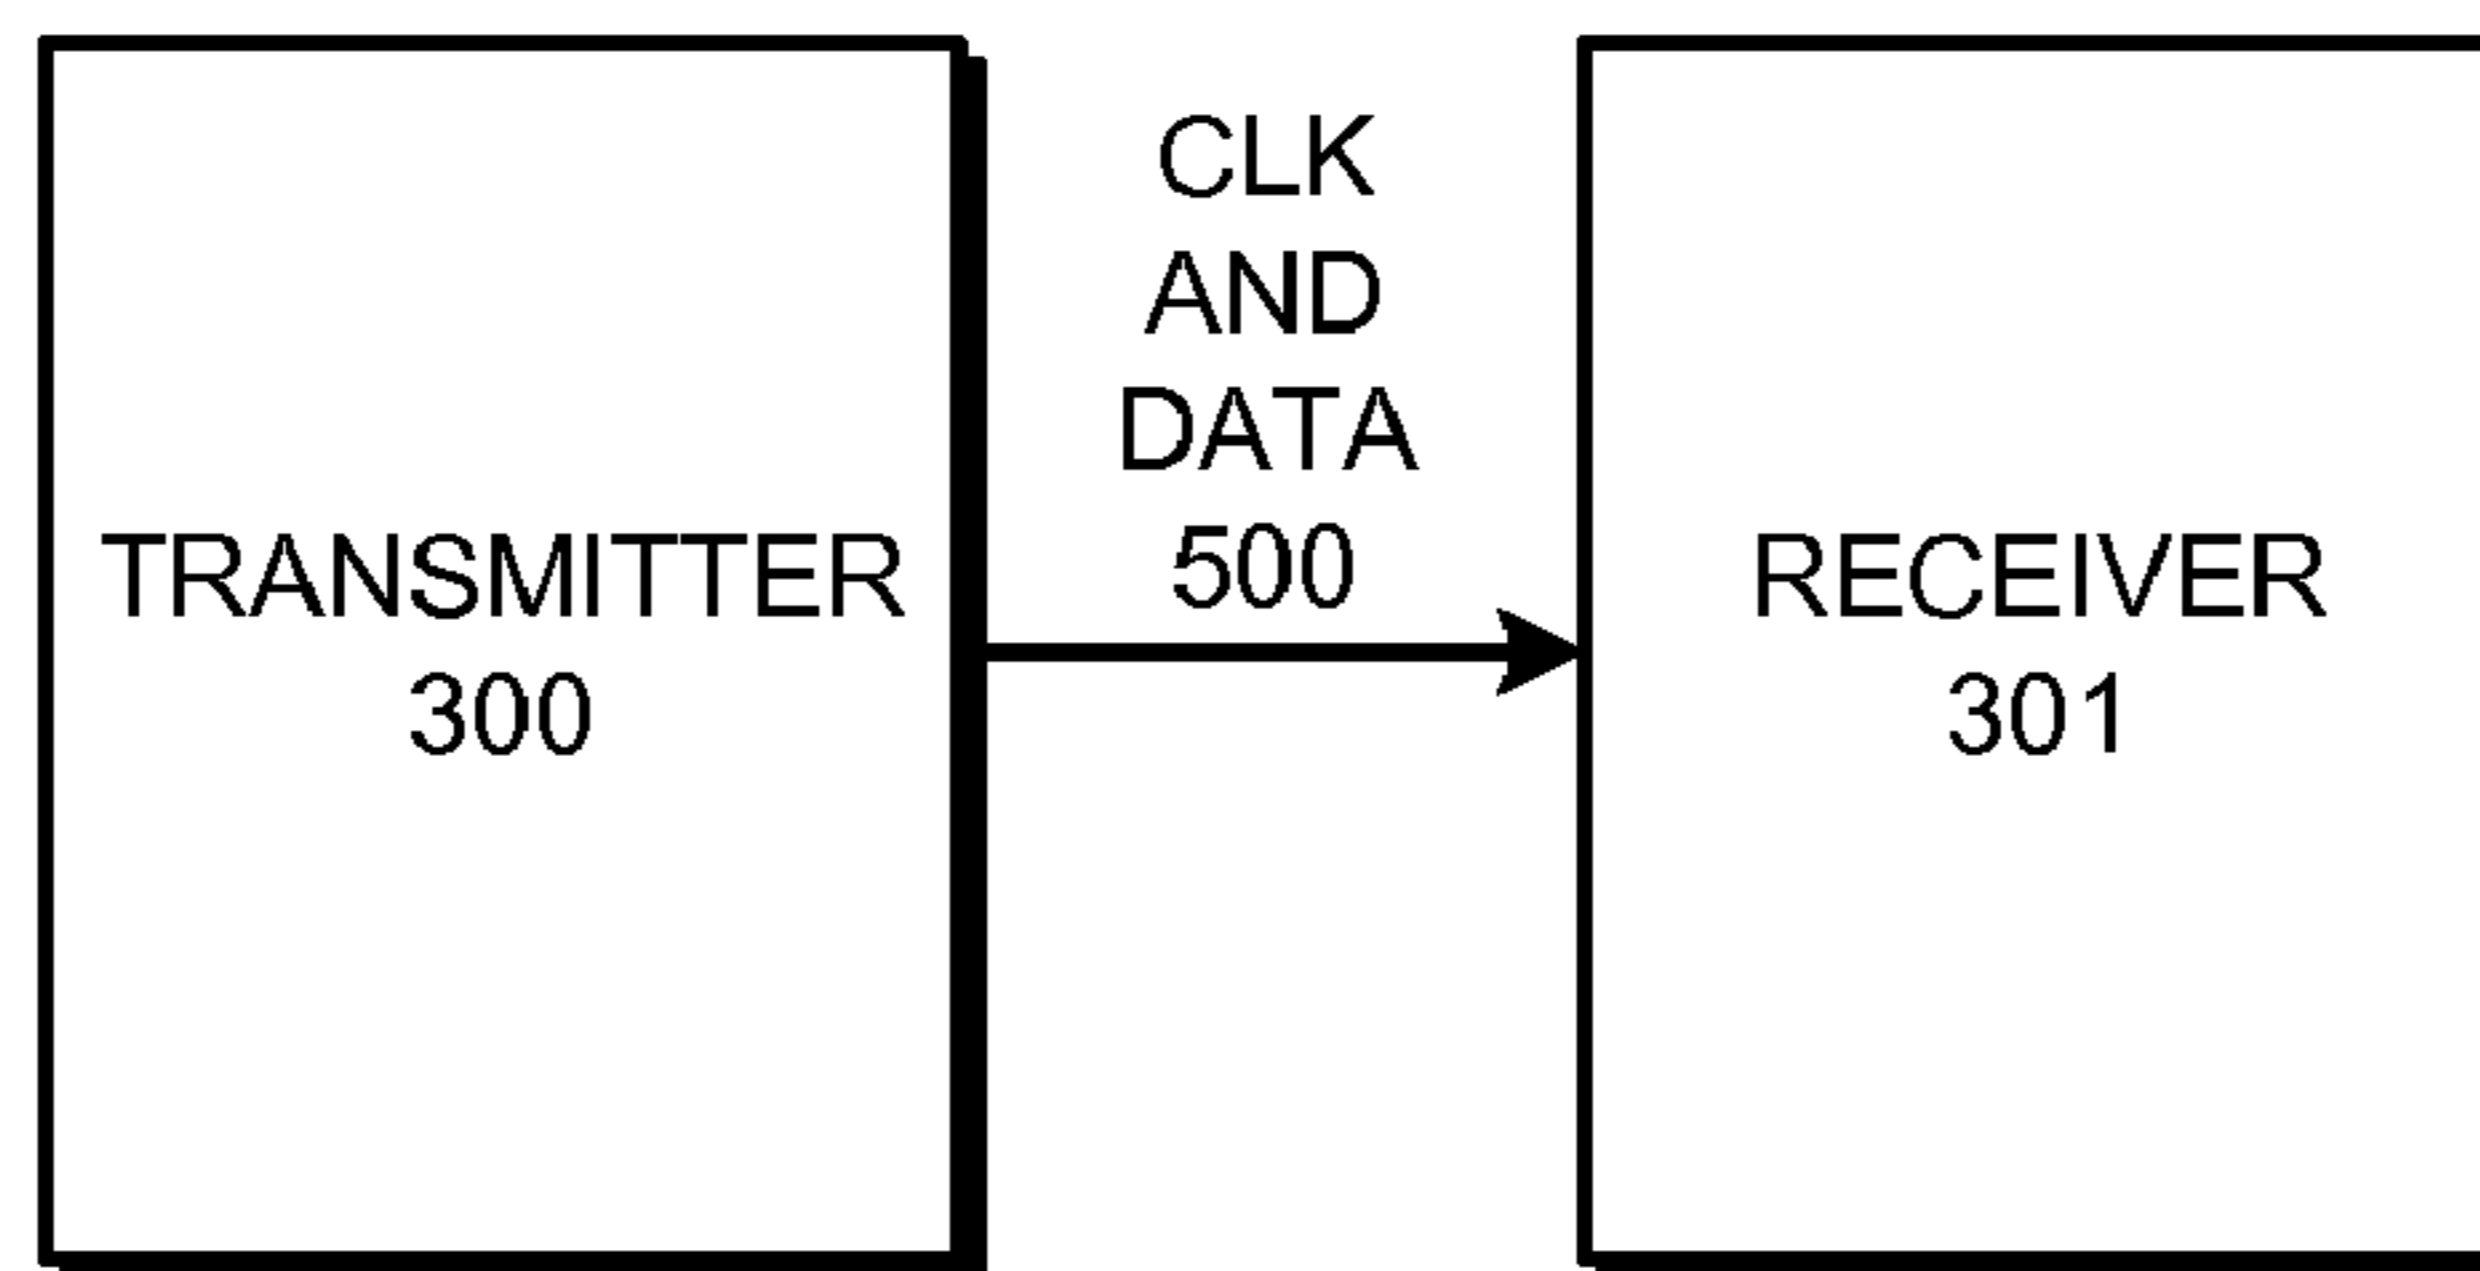 TRANSMITTER
300
CLK
AND
DATA
500
RECEIVER
301